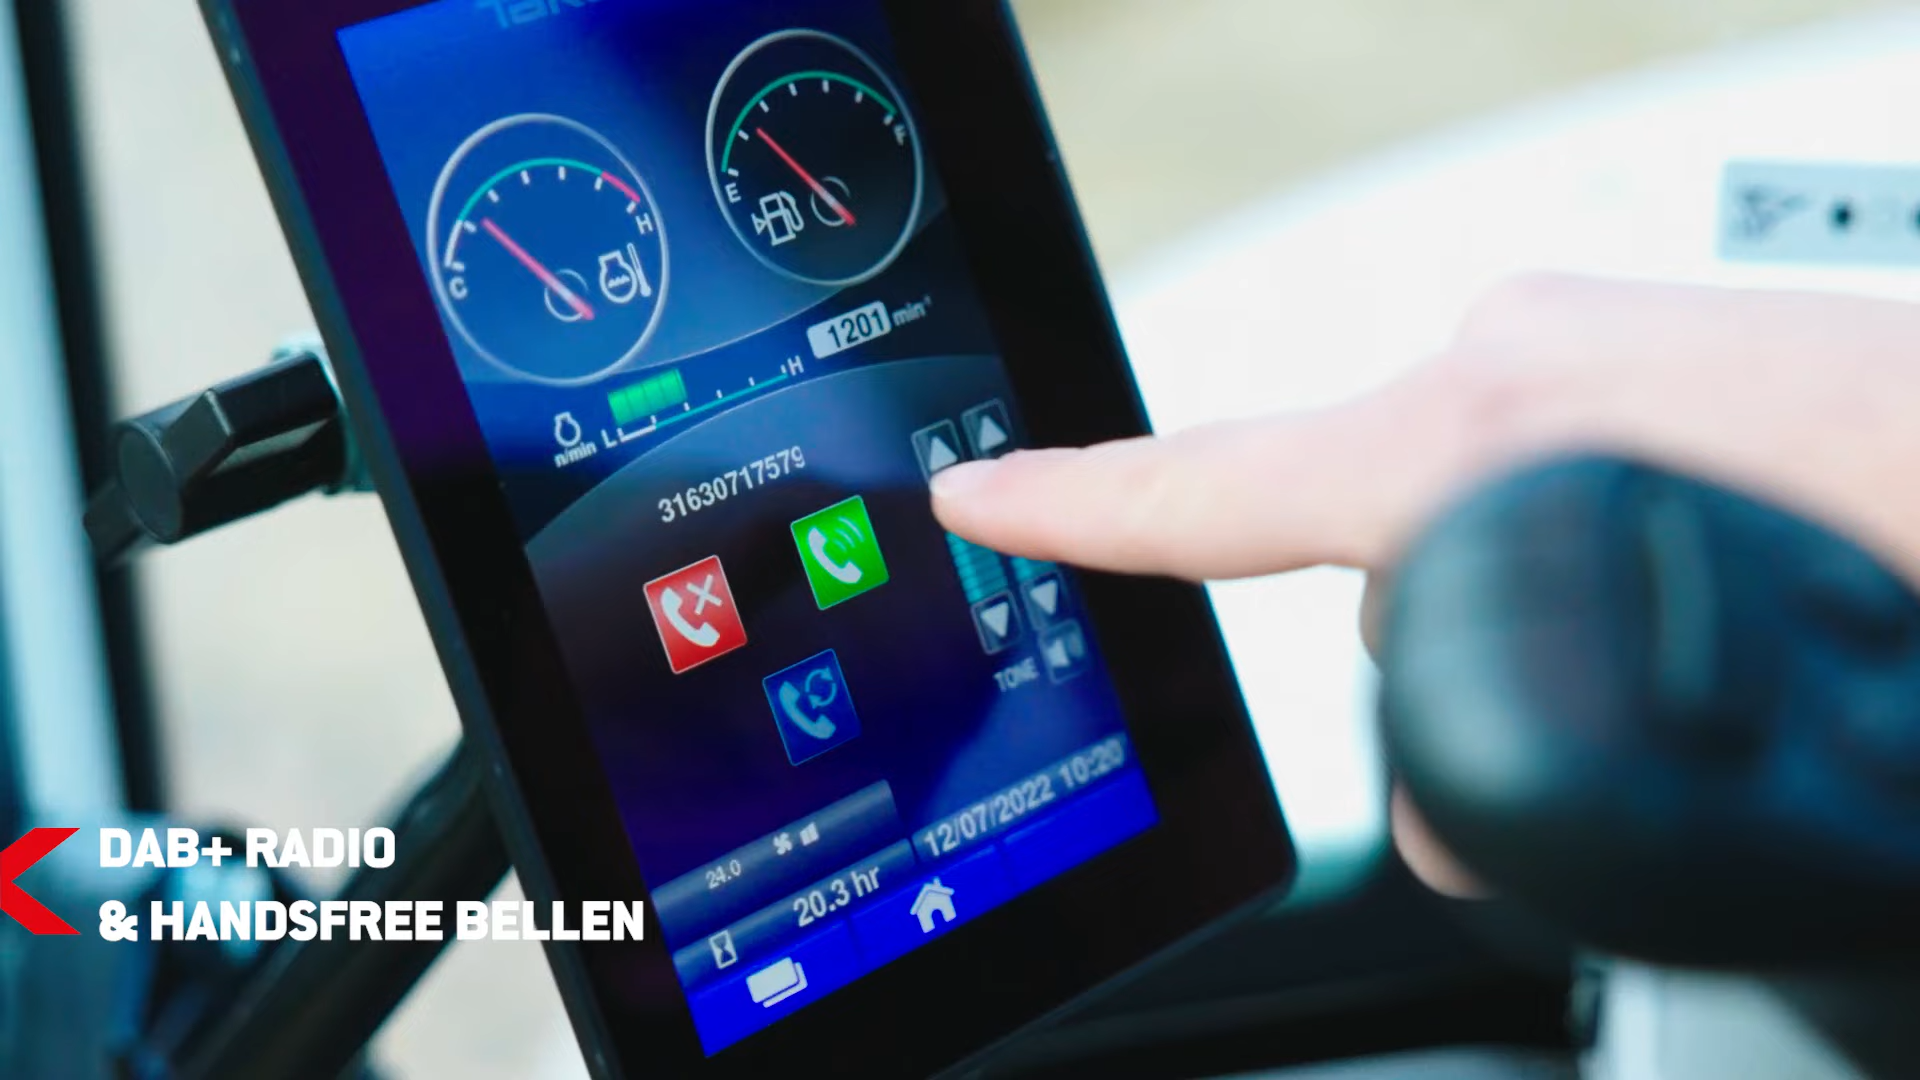 C
H
E
F
1201 min⁻¹
n/min L
H
31630717579
TONE
24.0
12/07/2022 10:20
20.3 hr
DAB+ RADIO
& HANDSFREE BELLEN